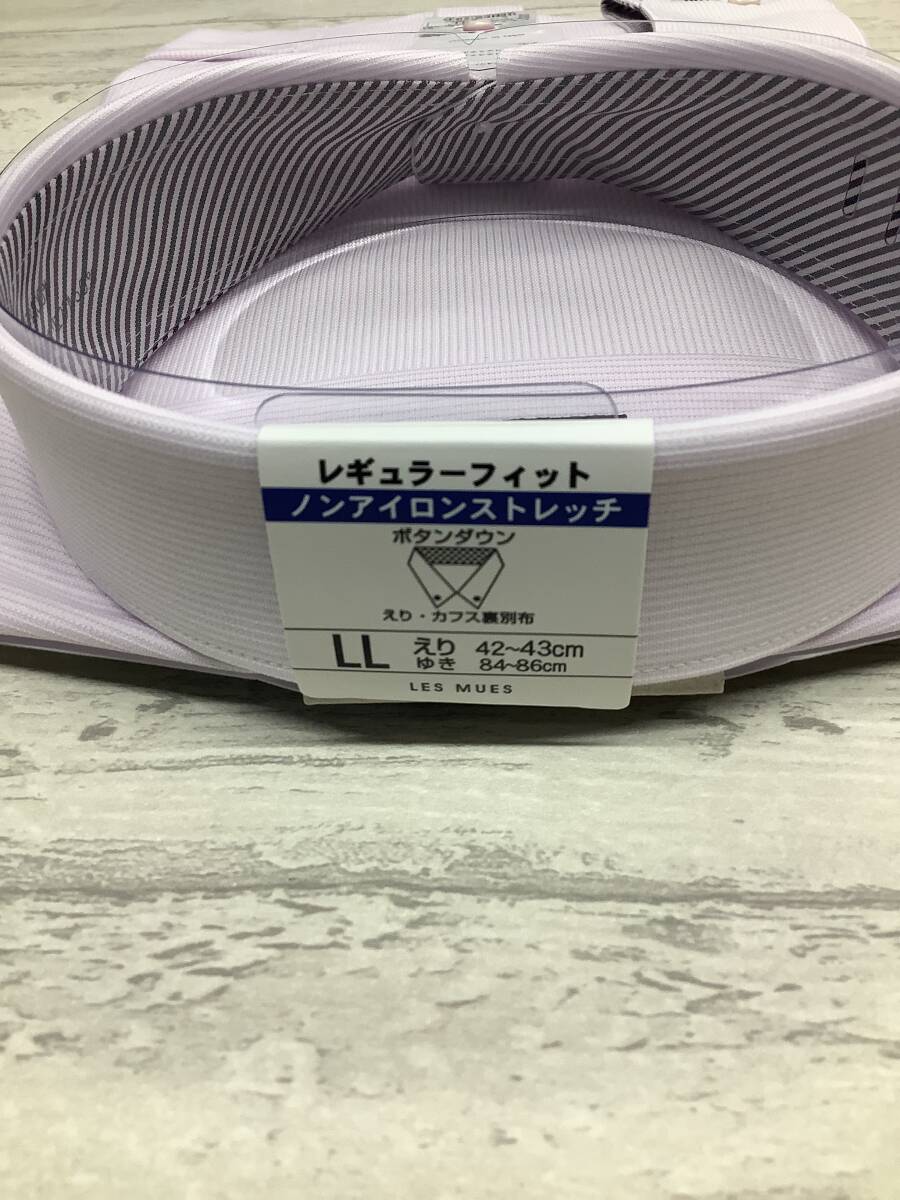 レギュラーフィット
ノンアイロンストレッチ
ボタンダウン
えり・カフス裏別布
LL えり 42~43cm
ゆき 84~86cm
LES MUES